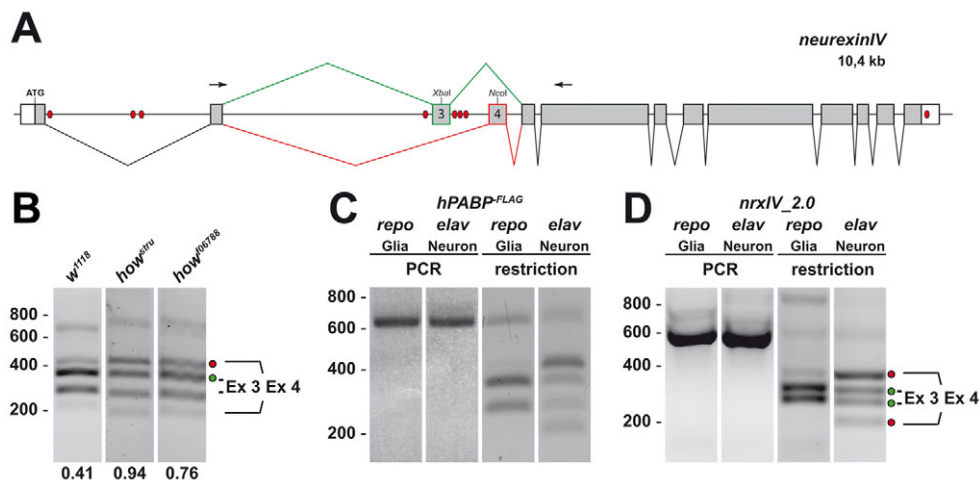 A
neurexinIV
10,4 kb
ATG
XbaI
NcoI
3
4
B
w1118
howstru
howf06788
800 -
600 -
400 -
200 -
Ex 3
Ex 4
0.41
0.94
0.76
C
hPABP-FLAG
repo
elav
repo
elav
Glia
Neuron
Glia
Neuron
PCR
restriction
800 -
600 -
400 -
200 -
D
nrxIV_2.0
repo
elav
repo
elav
Glia
Neuron
Glia
Neuron
PCR
restriction
800 -
600 -
400 -
200 -
Ex 3
Ex 4